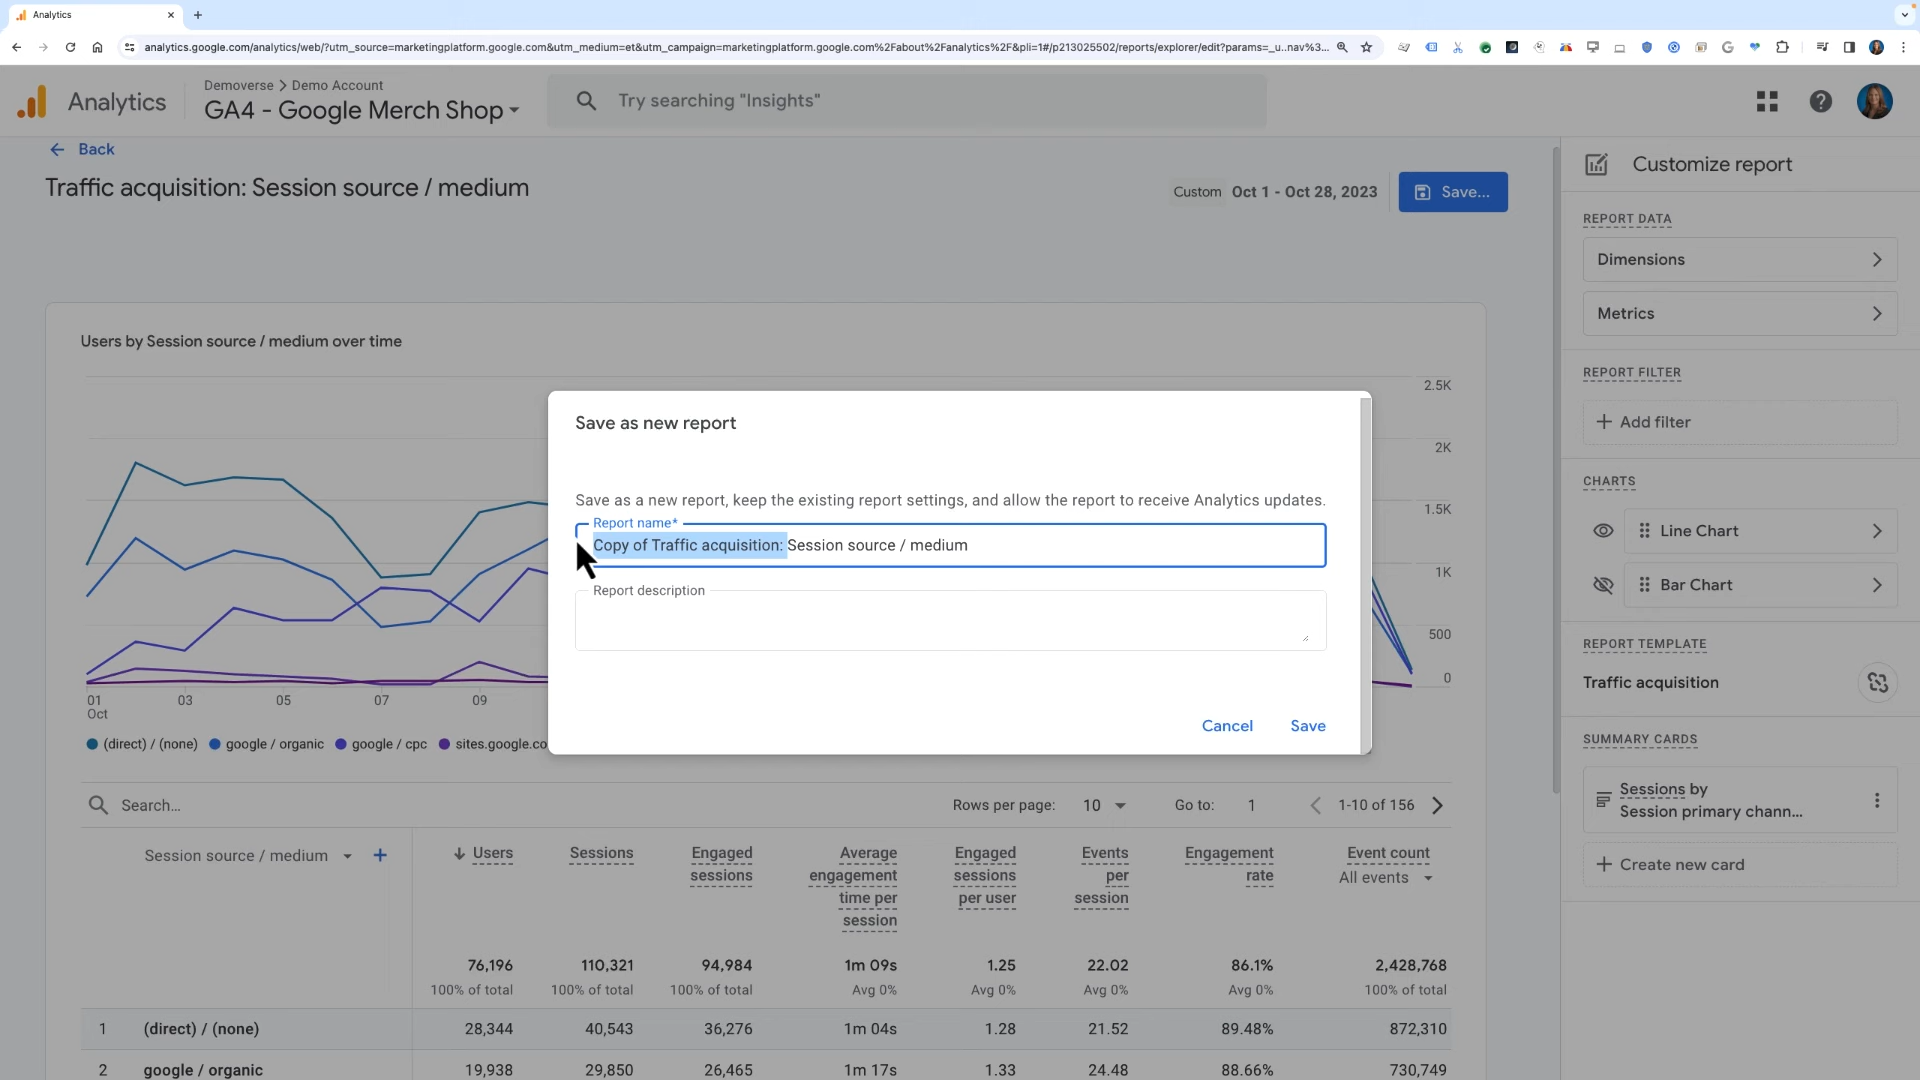 Analytics
analytics.google.com/analytics/web/?utm_source=marketingplatform.google.com&utm_medium=et&utm_campaign=marketingplatform.google.com%2Fabout%2Fanalytics%2F&pli=1#/p213025502/reports/explorer/edit?params=_u..nav%3...
Analytics
Demoverse > Demo Account
GA4 - Google Merch Shop
Try searching "Insights"
Back
Traffic acquisition: Session source / medium
Custom Oct 1 - Oct 28, 2023
Save...
Users by Session source / medium over time
2.5K
2K
1.5K
1K
500
0
01
Oct
03
05
07
09
(direct) / (none) google / organic google / cpc sites.google.co
Save as new report
Save as a new report, keep the existing report settings, and allow the report to receive Analytics updates.
Report name*
Copy of Traffic acquisition: Session source / medium
Report description
Cancel Save
Search...
Rows per page: 10 Go to: 1 1-10 of 156
Session source / medium
Users
Sessions
Engaged
sessions
Average
engagement
time per
session
Engaged
sessions
per user
Events
per
session
Engagement
rate
Event count
All events
76,196 110,321 94,984 1m 09s 1.25 22.02 86.1% 2,428,768
100% of total 100% of total 100% of total Avg 0% Avg 0% Avg 0% Avg 0% 100% of total
1 (direct) / (none) 28,344 40,543 36,276 1m 04s 1.28 21.52 89.48% 872,310
2 google / organic 19,938 29,850 26,465 1m 17s 1.33 24.48 88.66% 730,749
Customize report
REPORT DATA
Dimensions
Metrics
REPORT FILTER
Add filter
CHARTS
Line Chart
Bar Chart
REPORT TEMPLATE
Traffic acquisition
SUMMARY CARDS
Sessions by
Session primary chann...
Create new card